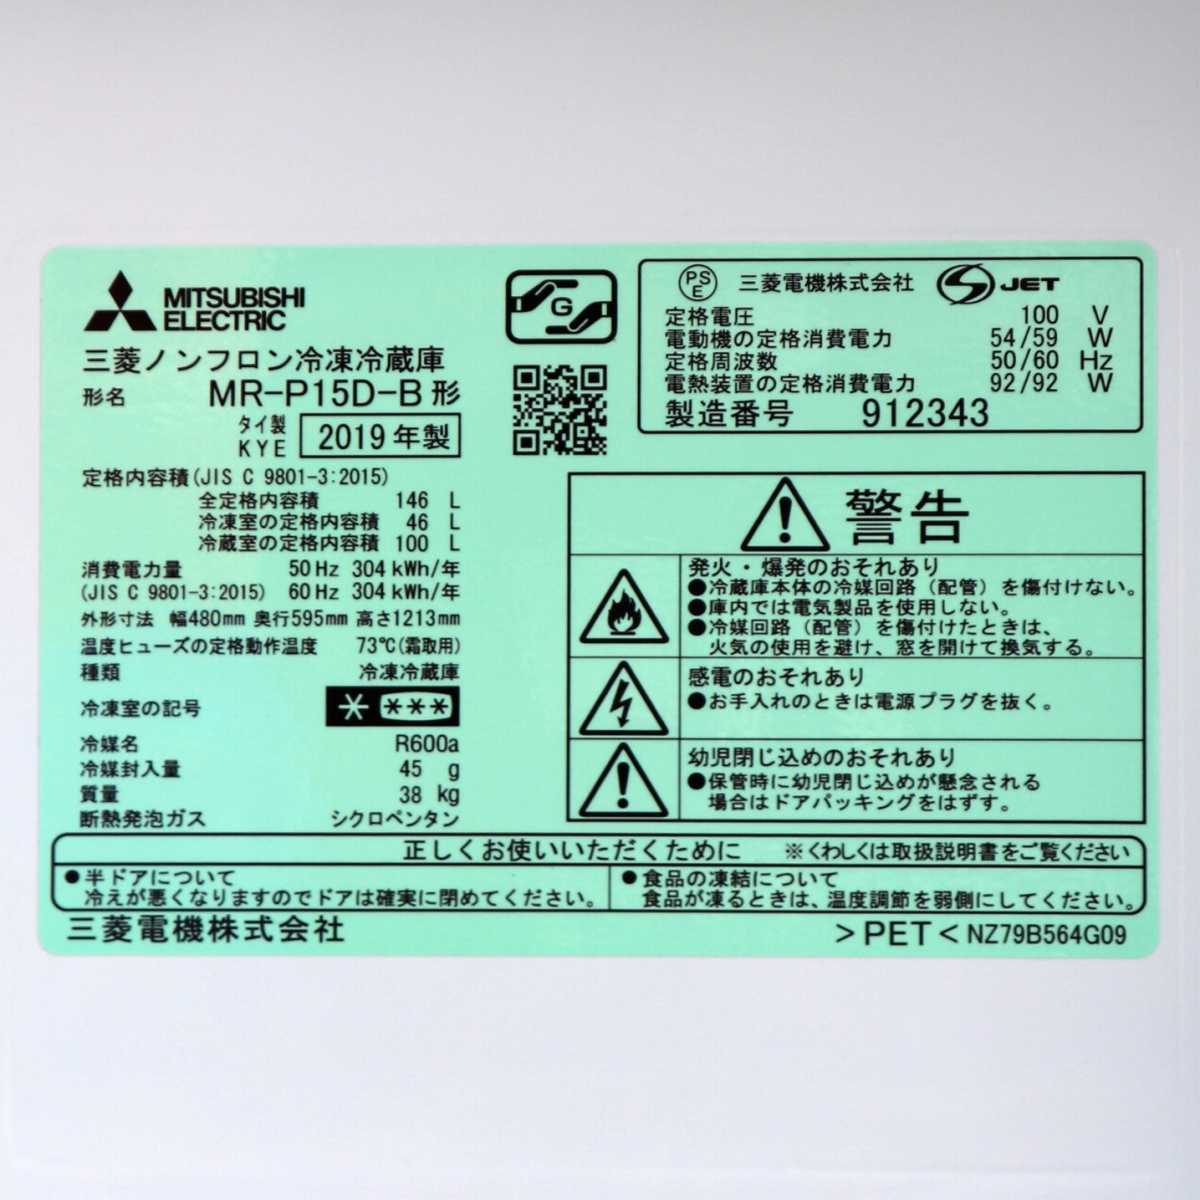 MITSUBISHI
ELECTRIC
三菱ノンフロン冷凍冷蔵庫
形名 MR-P15D-B 形
タイ製
KYE
2019 年製
定格内容積(JIS C 9801-3:2015)
全定格内容積 146 L
冷凍室の定格内容積 46 L
冷蔵室の定格内容積 100 L
消費電力量 50Hz 304 kWh/年
(JIS C 9801-3:2015) 60Hz 304 kWh/年
外形寸法 幅480mm 奥行595mm 高さ1213mm
温度ヒューズの定格動作温度 73℃(霜取用)
種類 冷凍冷蔵庫
冷凍室の記号 * ***
冷媒名 R600a
冷媒封入量 45 g
質量 38 kg
断熱発泡ガス シクロペンタン
G
PS
E
三菱電機株式会社
JET
定格電圧 100 V
電動機の定格消費電力 54/59 W
定格周波数 50/60 Hz
電熱装置の定格消費電力 92/92 W
製造番号 912343
警告
発火・爆発のおそれあり
●冷蔵庫本体の冷媒回路(配管)を傷付けない。
●庫内では電気製品を使用しない。
●冷媒回路(配管)を傷付けたときは、
火気の使用を避け、窓を開けて換気する。
感電のおそれあり
●お手入れのときは電源プラグを抜く。
幼児閉じ込めのおそれあり
●保管時に幼児閉じ込めが懸念される
場合はドアパッキングをはずす。
正しくお使いいただくために ※くわしくは取扱説明書をご覧ください
●半ドアについて
冷えが悪くなりますのでドアは確実に閉めてください。
●食品の凍結について
食品が凍るときは、温度調節を弱側にしてください。
三菱電機株式会社
>PET< NZ79B564G09